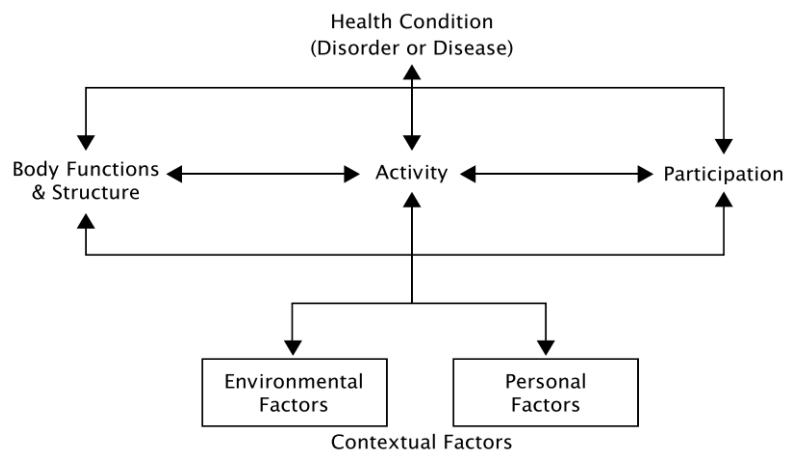 Health Condition
(Disorder or Disease)
Body Functions
& Structure
Activity
Participation
Environmental
Factors
Personal
Factors
Contextual Factors